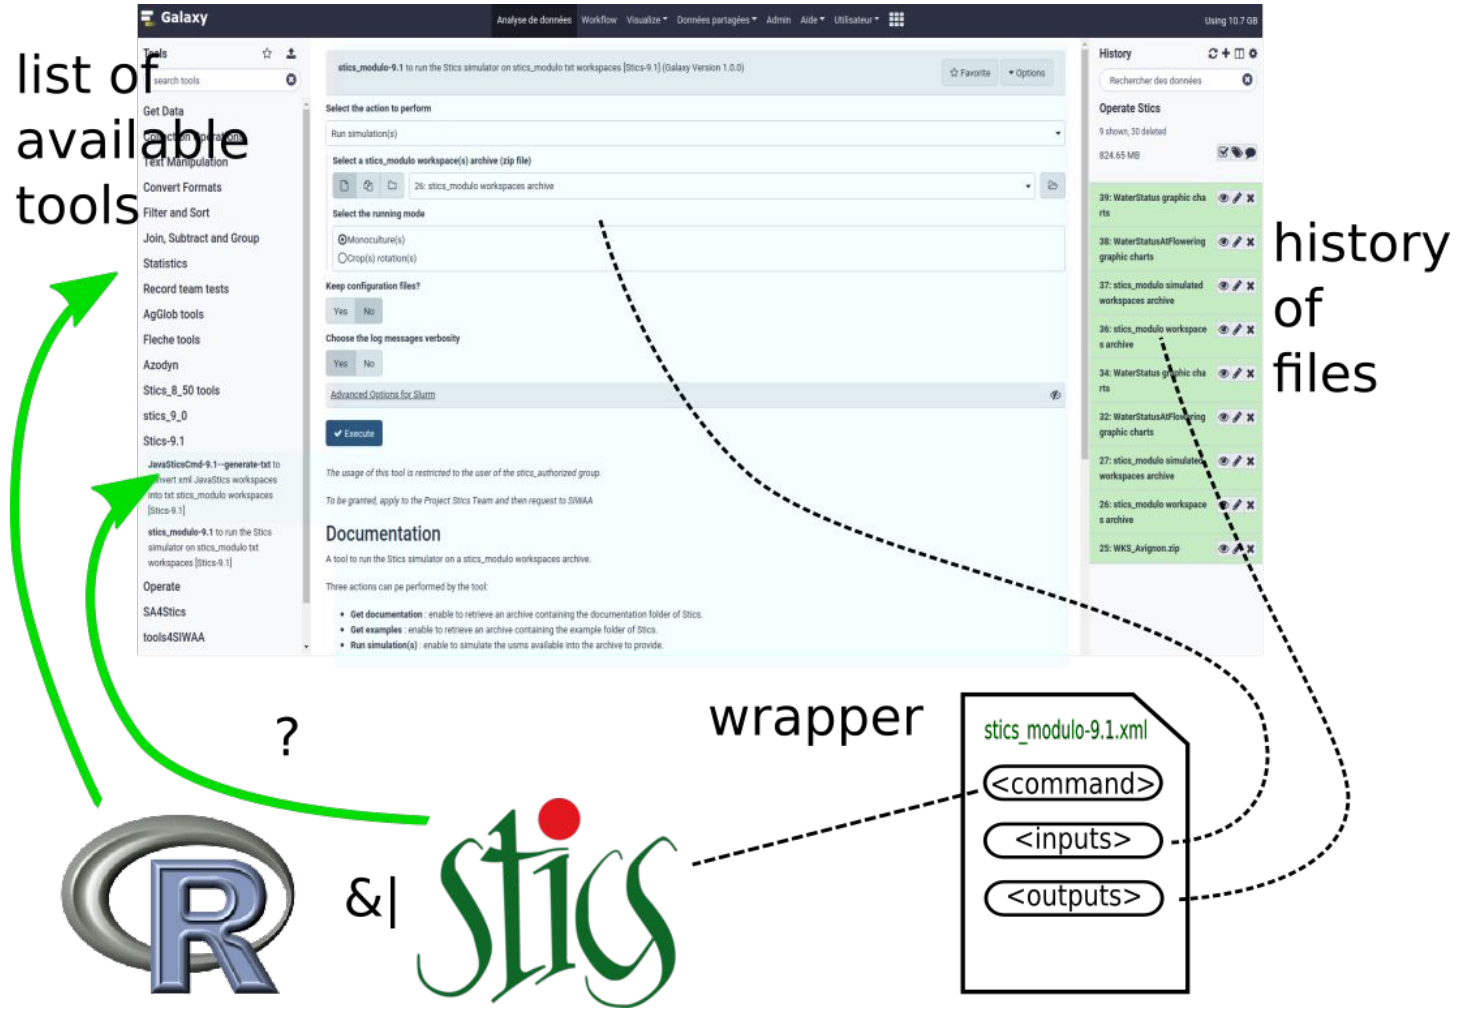 Galaxy
Analyse de données Workflow Visualize Données partagées Admin Aide Utilisateur
Using 10.7 GB
list of
available
tools
Tools
search tools
Get Data
Collection Operations
Text Manipulation
Convert Formats
Filter and Sort
Join, Subtract and Group
Statistics
Record team tests
AgGlob tools
Fleche tools
Azodyn
Stics_8_50 tools
stics_9_0
Stics-9.1
JavaSticsCmd-9.1--generate-txt to
convert xml JavaStics workspaces
into txt stics_modulo workspaces
[Stics-9.1]
stics_modulo-9.1 to run the Stics
simulator on stics_modulo txt
workspaces [Stics-9.1]
Operate
SA4Stics
tools4SIWAA
stics_modulo-9.1 to run the Stics simulator on stics_modulo txt workspaces [Stics-9.1] (Galaxy Version 1.0.0)
Favorite
Options
Select the action to perform
Run simulation(s)
Select a stics_modulo workspace(s) archive (zip file)
26: stics_modulo workspaces archive
Select the running mode
Monoculture(s)
Crop(s) rotation(s)
Keep configuration files?
Yes No
Choose the log messages verbosity
Yes No
Advanced Options for Slurm
Execute
The usage of this tool is restricted to the user of the stics_authorized group.
To be granted, apply to the Project Stics Team and then request to SIWAA
Documentation
A tool to run the Stics simulator on a stics_modulo workspaces archive.
Three actions can pe performed by the tool:
Get documentation : enable to retrieve an archive containing the documentation folder of Stics.
Get examples : enable to retrieve an archive containing the example folder of Stics.
Run simulation(s) : enable to simulate the usms available into the archive to provide.
History
Rechercher des données
Operate Stics
9 shown, 30 deleted
824.65 MB
39: WaterStatus graphic cha
rts
38: WaterStatusAtFlowering
graphic charts
37: stics_modulo simulated
workspaces archive
36: stics_modulo workspace
s archive
34: WaterStatus graphic cha
rts
32: WaterStatusAtFlowering
graphic charts
27: stics_modulo simulated
workspaces archive
26: stics_modulo workspace
s archive
25: WKS_Avignon.zip
history
of
files
?
wrapper
stics_modulo-9.1.xml
<command>
<inputs>
<outputs>
R
&|
stics